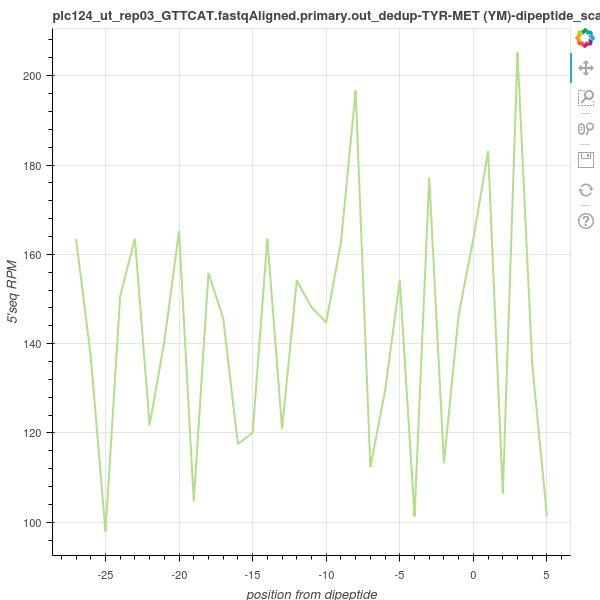 plc124_ut_rep03_GTTCAT.fastqAligned.primary.out_dedup-TYR-MET (YM)-dipeptide_sca
200
180
160
140
120
100
5'seq RPM
-25 -20 -15 -10 -5 0 5
position from dipeptide